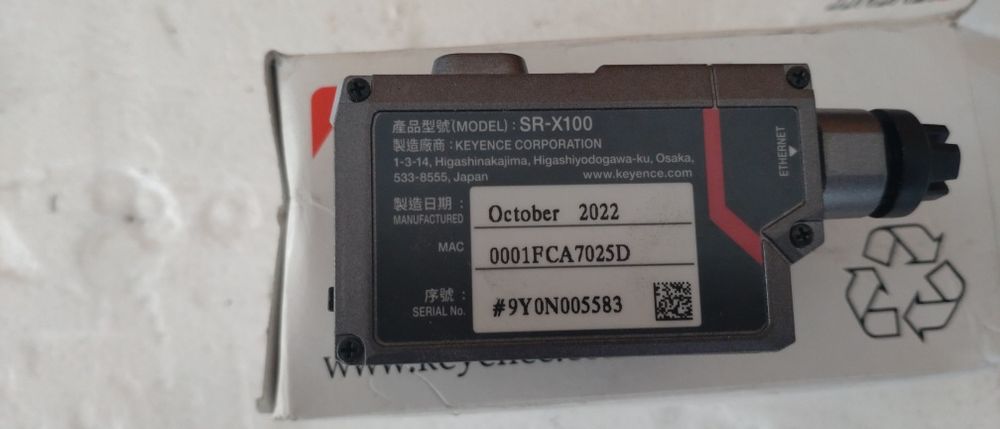 產品型號(MODEL) : SR-X100
製造廠商 : KEYENCE CORPORATION
1-3-14, Higashinakajima, Higashiyodogawa-ku, Osaka,
533-8555, Japan www.keyence.com
製造日期 :
MANUFACTURED
October 2022
MAC
0001FCA7025D
序號 :
SERIAL No.
#9Y0N005583
ETHERNET
www.keyence.